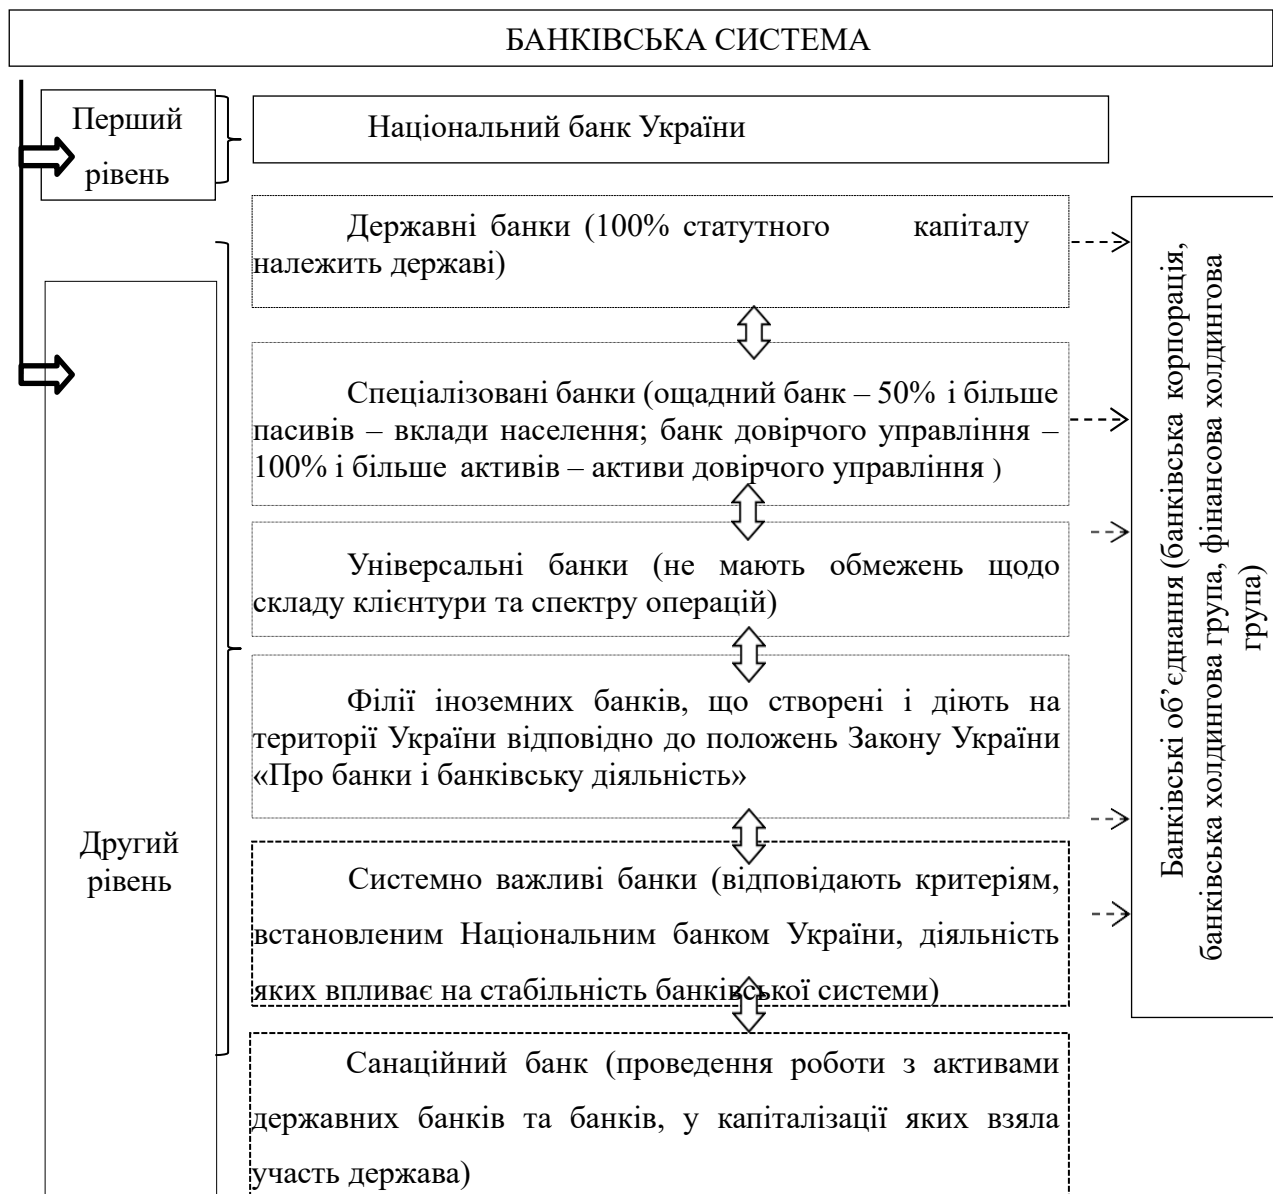 БАНКІВСЬКА СИСТЕМА
Перший
рівень
Національний банк України
Державні банки (100% статутного капіталу
належить державі)
Спеціалізовані банки (ощадний банк – 50% і більше
пасивів – вклади населення; банк довірчого управління –
100% і більше активів – активи довірчого управління )
Універсальні банки (не мають обмежень щодо
складу клієнтури та спектру операцій)
Філії іноземних банків, що створені і діють на
території України відповідно до положень Закону України
«Про банки і банківську діяльність»
Другий
рівень
Системно важливі банки (відповідають критеріям,
встановленим Національним банком України, діяльність
яких впливає на стабільність банківської системи)
Санаційний банк (проведення роботи з активами
державних банків та банків, у капіталізації яких взяла
участь держава)
Банківські об’єднання (банківська корпорація,
банківська холдингова група, фінансова холдингова
група)